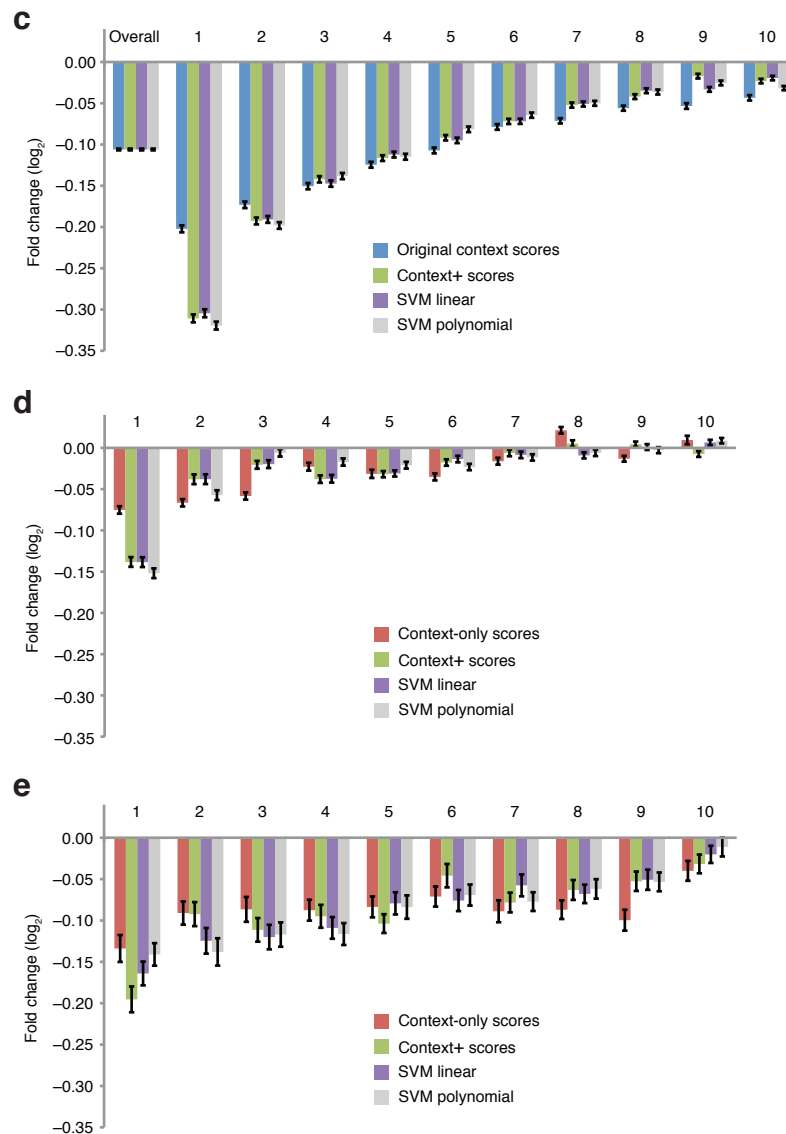 c
Overall 1 2 3 4 5 6 7 8 9 10
0.00
–0.05
–0.10
–0.15
–0.20
–0.25
–0.30
–0.35
Fold change (log2)
Original context scores
Context+ scores
SVM linear
SVM polynomial
d
1 2 3 4 5 6 7 8 9 10
0.00
–0.05
–0.10
–0.15
–0.20
–0.25
–0.30
–0.35
Fold change (log2)
Context-only scores
Context+ scores
SVM linear
SVM polynomial
e
1 2 3 4 5 6 7 8 9 10
0.00
–0.05
–0.10
–0.15
–0.20
–0.25
–0.30
–0.35
Fold change (log2)
Context-only scores
Context+ scores
SVM linear
SVM polynomial